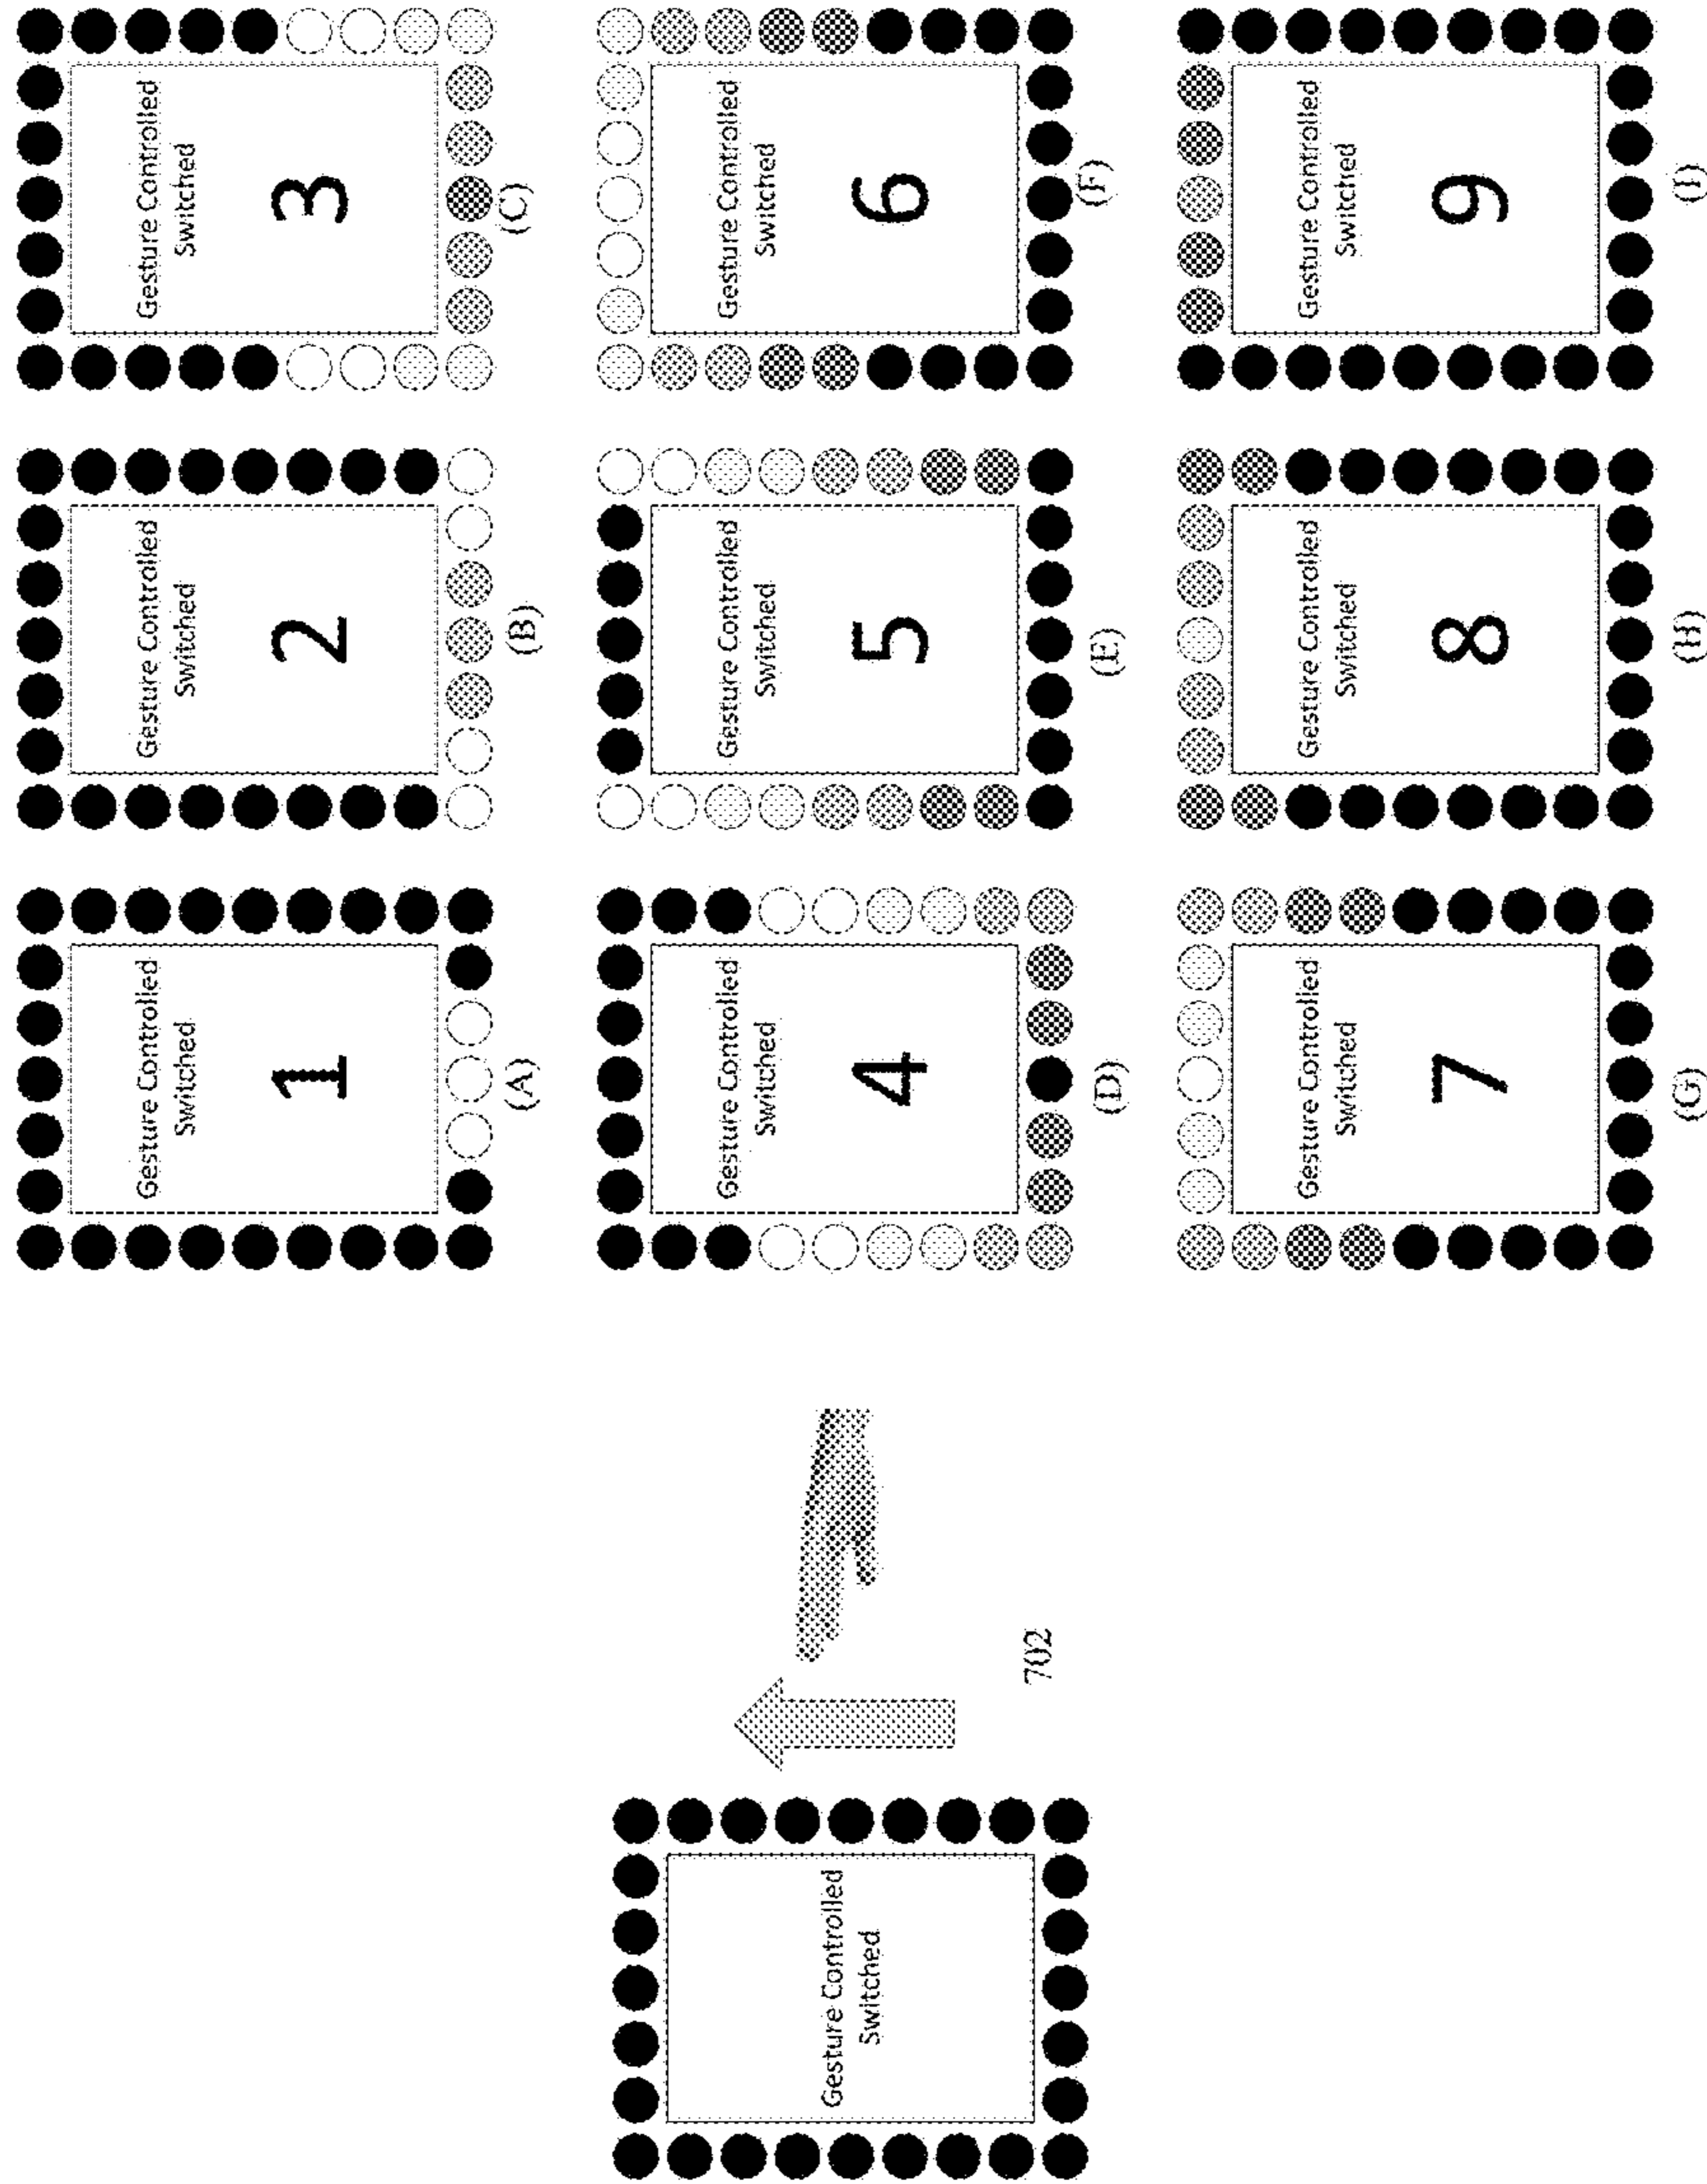 Gesture Controlled
Switched
1
(A)
Gesture Controlled
Switched
2
(B)
Gesture Controlled
Switched
3
(C)
Gesture Controlled
Switched
702
Gesture Controlled
Switched
4
(D)
Gesture Controlled
Switched
5
(E)
Gesture Controlled
Switched
6
(F)
Gesture Controlled
Switched
7
(G)
Gesture Controlled
Switched
8
(H)
Gesture Controlled
Switched
9
(I)